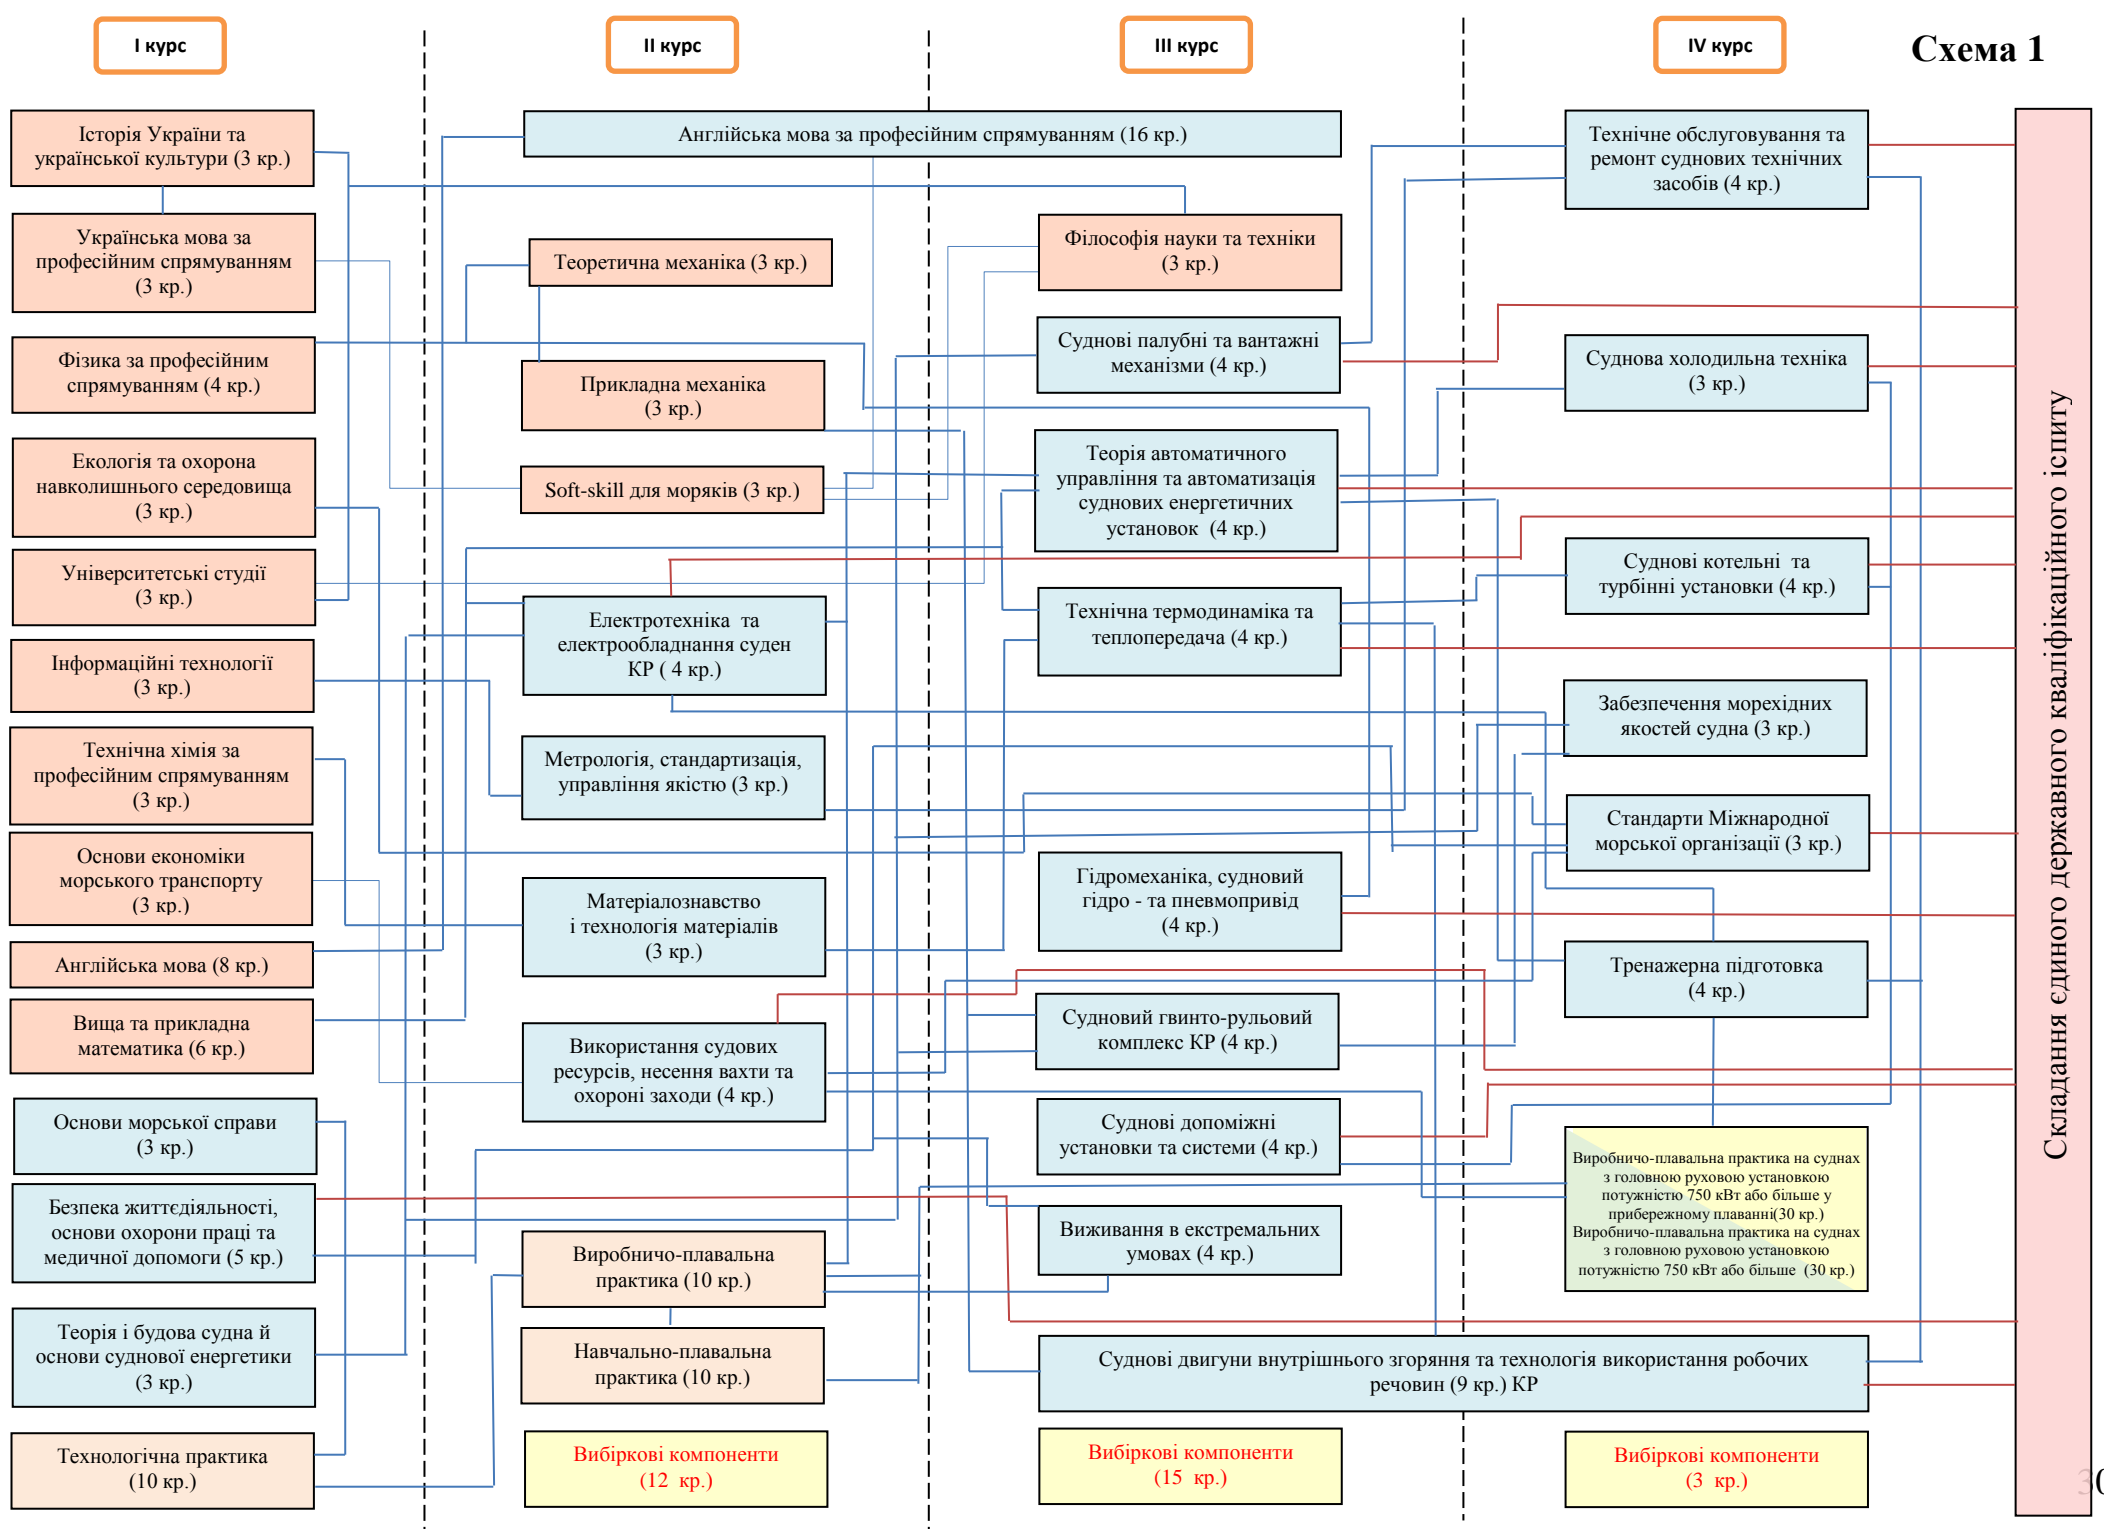 І курс
ІІ курс
ІІІ курс
ІV курс
Схема 1
Історія України та
української культури (3 кр.)
Українська мова за
професійним спрямуванням
(3 кр.)
Фізика за професійним
спрямуванням (4 кр.)
Екологія та охорона
навколишнього середовища
(3 кр.)
Університетські студії
(3 кр.)
Інформаційні технології
(3 кр.)
Технічна хімія за
професійним спрямуванням
(3 кр.)
Основи економіки
морського транспорту
(3 кр.)
Англійська мова (8 кр.)
Вища та прикладна
математика (6 кр.)
Основи морської справи
(3 кр.)
Безпека життєдіяльності,
основи охорони праці та
медичної допомоги (5 кр.)
Теорія і будова судна й
основи суднової енергетики
(3 кр.)
Технологічна практика
(10 кр.)
Англійська мова за професійним спрямуванням (16 кр.)
Теоретична механіка (3 кр.)
Прикладна механіка
(3 кр.)
Soft-skill для моряків (3 кр.)
Електротехніка та
електрообладнання суден
КР ( 4 кр.)
Метрологія, стандартизація,
управління якістю (3 кр.)
Матеріалознавство
і технологія матеріалів
(3 кр.)
Використання судових
ресурсів, несення вахти та
охороні заходи (4 кр.)
Виробничо-плавальна
практика (10 кр.)
Навчально-плавальна
практика (10 кр.)
Вибіркові компоненти
(12 кр.)
Філософія науки та техніки
(3 кр.)
Суднові палубні та вантажні
механізми (4 кр.)
Теорія автоматичного
управління та автоматизація
суднових енергетичних
установок (4 кр.)
Технічна термодинаміка та
теплопередача (4 кр.)
Гідромеханіка, судновий
гідро - та пневмопривід
(4 кр.)
Судновий гвинто-рульовий
комплекс КР (4 кр.)
Суднові допоміжні
установки та системи (4 кр.)
Виживання в екстремальних
умовах (4 кр.)
Суднові двигуни внутрішнього згоряння та технологія використання робочих
речовин (9 кр.) КР
Вибіркові компоненти
(15 кр.)
Технічне обслуговування та
ремонт суднових технічних
засобів (4 кр.)
Суднова холодильна техніка
(3 кр.)
Суднові котельні та
турбінні установки (4 кр.)
Забезпечення морехідних
якостей судна (3 кр.)
Стандарти Міжнародної
морської організації (3 кр.)
Тренажерна підготовка
(4 кр.)
Виробничо-плавальна практика на суднах
з головною руховою установкою
потужністю 750 кВт або більше у
прибережному плаванні(30 кр.)
Виробничо-плавальна практика на суднах
з головною руховою установкою
потужністю 750 кВт або більше (30 кр.)
Вибіркові компоненти
(3 кр.)
Складання єдиного державного кваліфікаційного іспиту
30